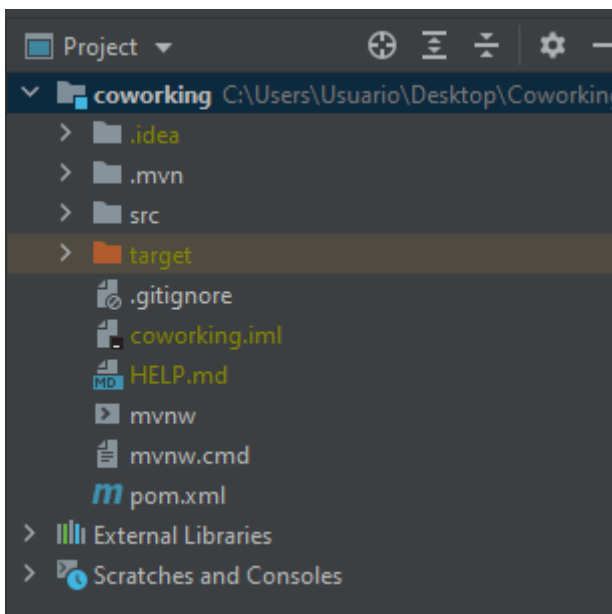 Project
coworking C:\Users\Usuario\Desktop\Coworking
.idea
.mvn
src
target
.gitignore
coworking.iml
MD HELP.md
mvnw
mvnw.cmd
m pom.xml
External Libraries
Scratches and Consoles